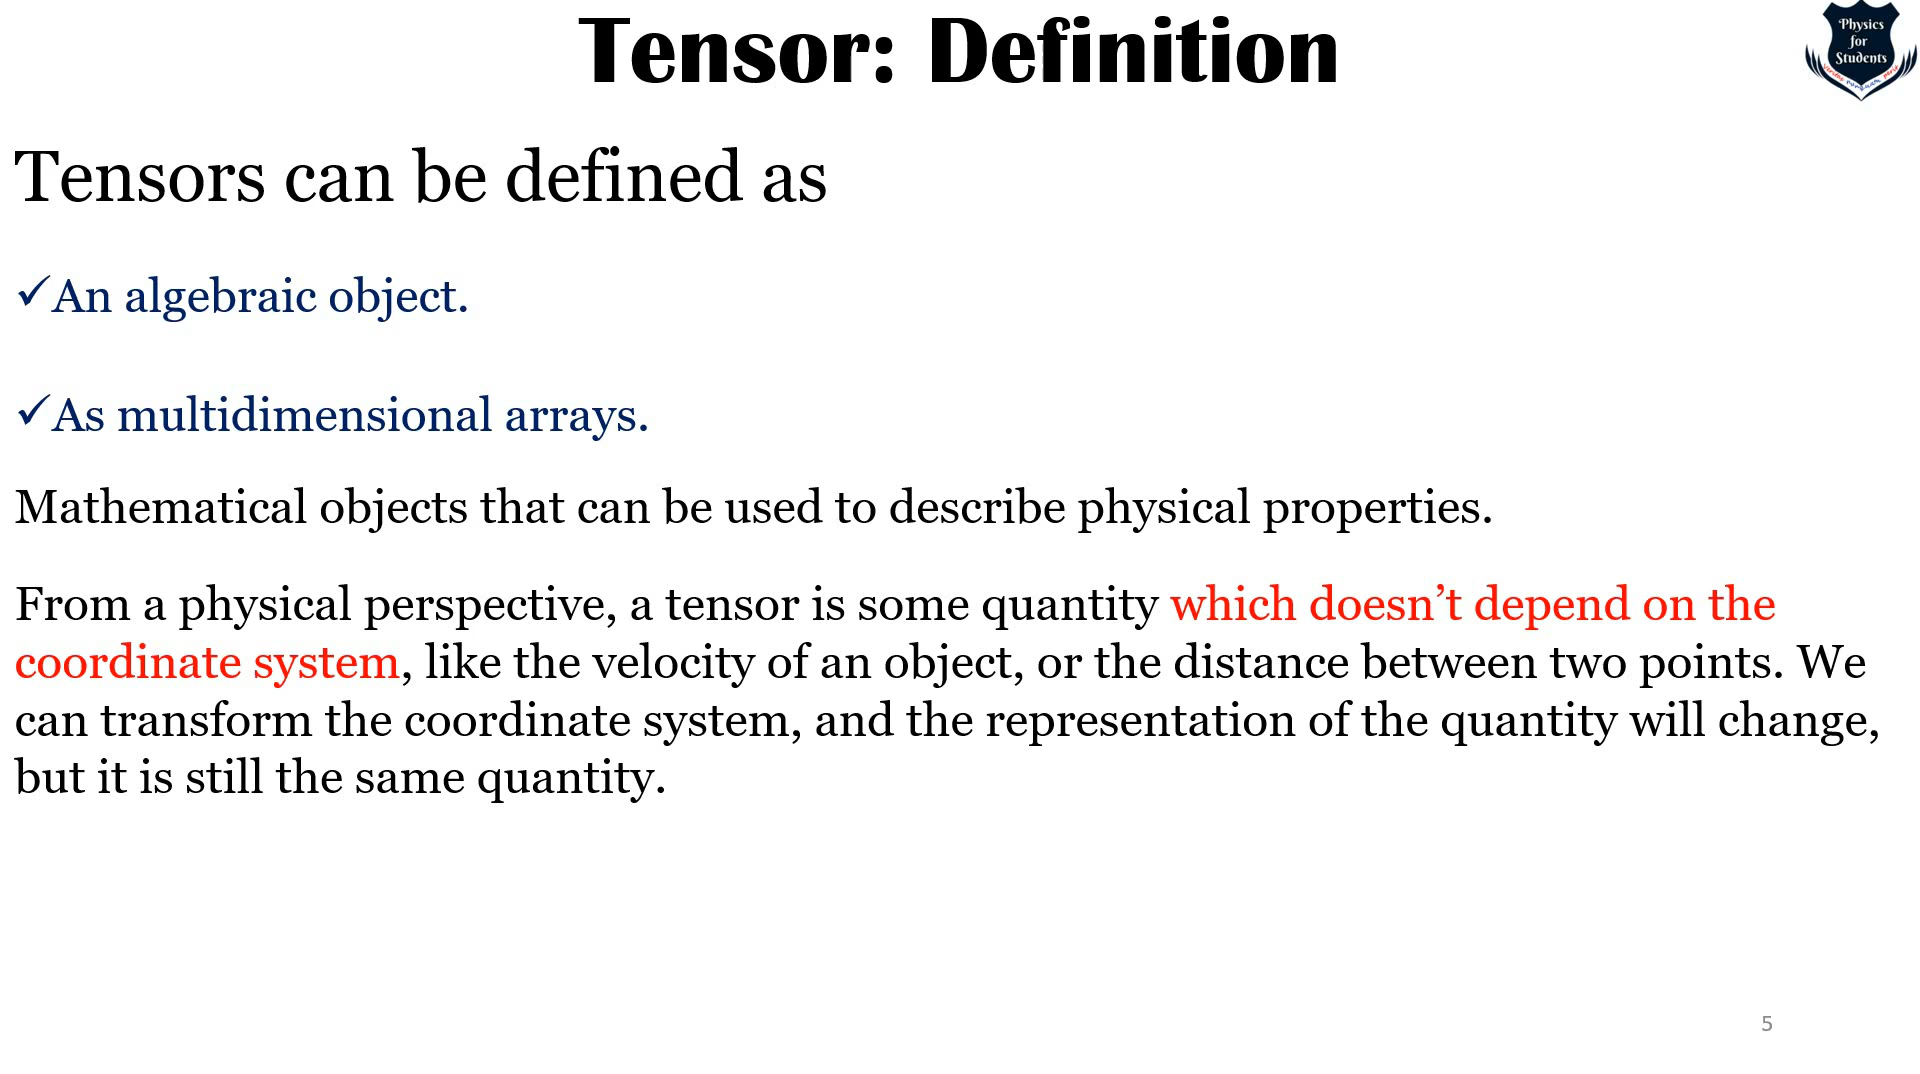 Tensor: Definition
Physics
for
Students
Tensors can be defined as
✓An algebraic object.
✓As multidimensional arrays.
Mathematical objects that can be used to describe physical properties.
From a physical perspective, a tensor is some quantity which doesn’t depend on the
coordinate system, like the velocity of an object, or the distance between two points. We
can transform the coordinate system, and the representation of the quantity will change,
but it is still the same quantity.
5